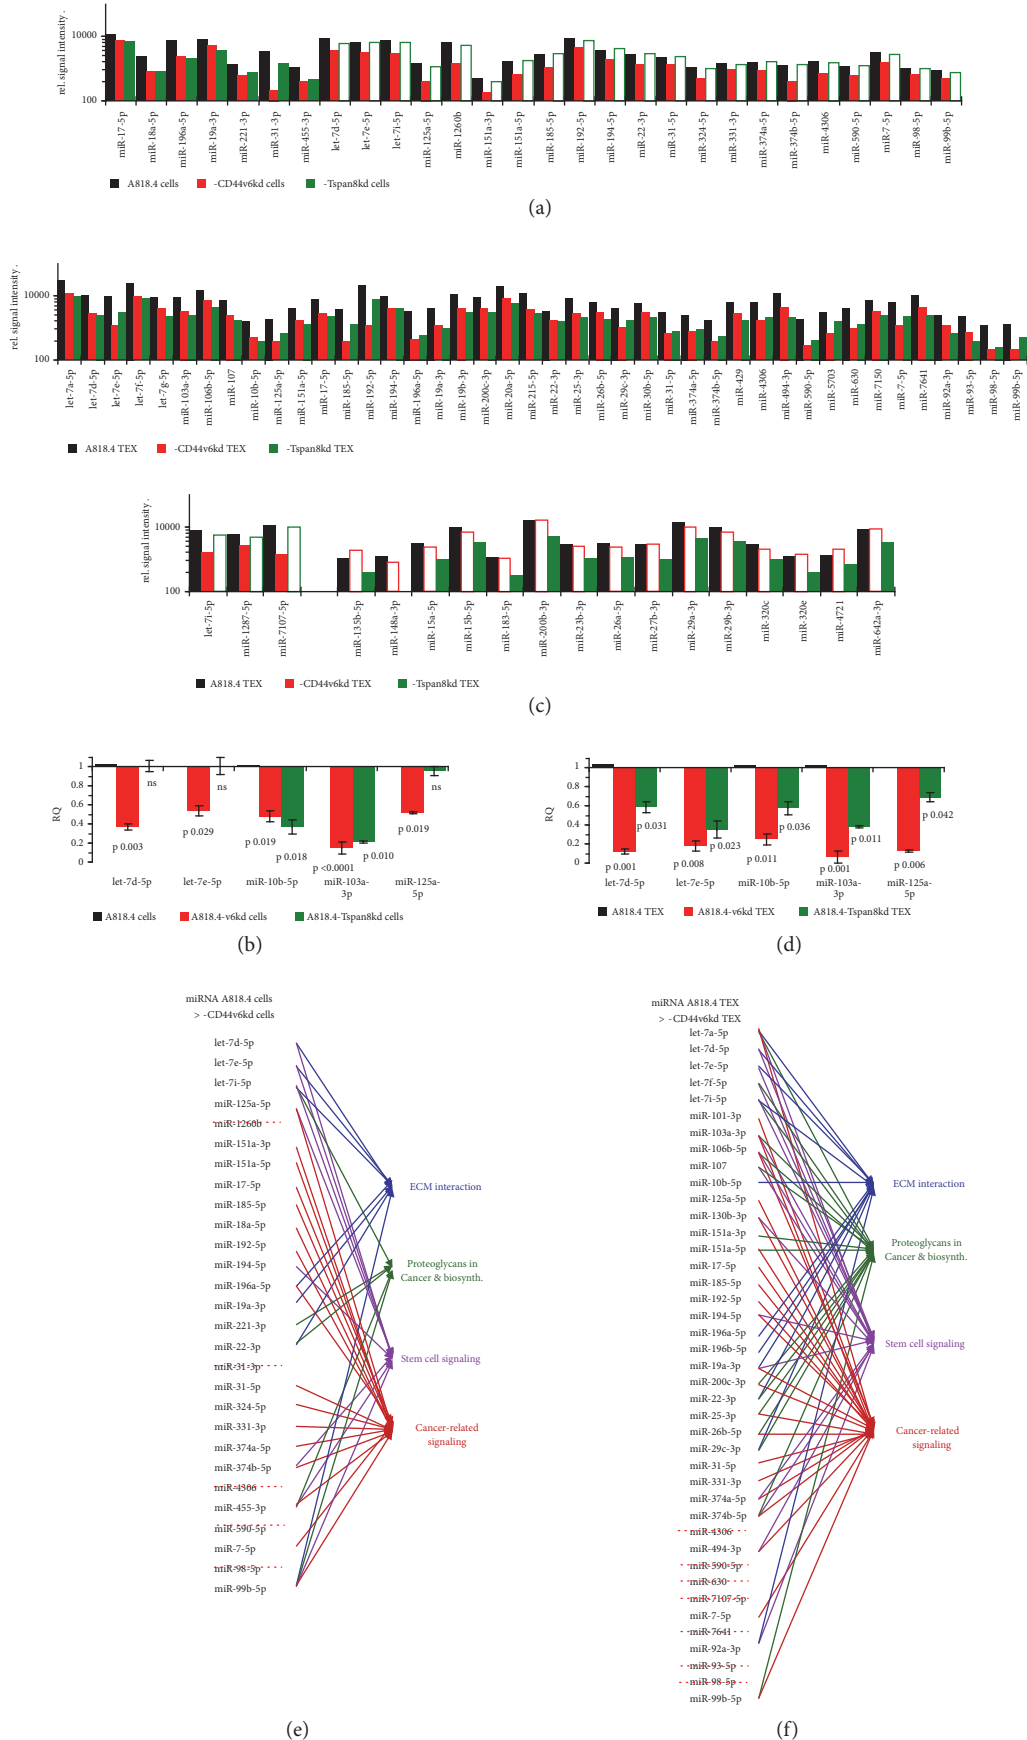 rel. signal intensity .
10000
100
miR-17-5p
miR-18a-5p
miR-196a-5p
miR-19a-3p
miR-221-3p
miR-31-3p
miR-455-3p
let-7d-5p
let-7e-5p
let-7i-5p
miR-125a-5p
miR-1260b
miR-151a-3p
miR-151a-5p
miR-185-5p
miR-192-5p
miR-194-5p
miR-22-3p
miR-31-5p
miR-324-5p
miR-331-3p
miR-374a-5p
miR-374b-5p
miR-4306
miR-590-5p
miR-7-5p
miR-98-5p
miR-99b-5p
A818.4 cells
-CD44v6kd cells
-Tspan8kd cells
(a)
rel. signal intensity .
10000
100
let-7a-5p
let-7d-5p
let-7e-5p
let-7f-5p
let-7g-5p
miR-103a-3p
miR-106b-5p
miR-107
miR-10b-5p
miR-125a-5p
miR-151a-5p
miR-17-5p
miR-185-5p
miR-192-5p
miR-194-5p
miR-196a-5p
miR-19a-3p
miR-19b-3p
miR-200c-3p
miR-20a-5p
miR-215-5p
miR-22-3p
miR-25-3p
miR-26b-5p
miR-29c-3p
miR-30b-5p
miR-31-5p
miR-374a-5p
miR-374b-5p
miR-429
miR-4306
miR-494-3p
miR-590-5p
miR-5703
miR-630
miR-7150
miR-7-5p
miR-7641
miR-92a-3p
miR-93-5p
miR-98-5p
miR-99b-5p
A818.4 TEX
-CD44v6kd TEX
-Tspan8kd TEX
rel. signal intensity .
10000
100
let-7i-5p
miR-1287-5p
miR-7107-5p
miR-135b-5p
miR-148a-3p
miR-15a-5p
miR-15b-5p
miR-183-5p
miR-200b-3p
miR-23b-3p
miR-26a-5p
miR-27b-3p
miR-29a-3p
miR-29b-3p
miR-320c
miR-320e
miR-4721
miR-642a-3p
A818.4 TEX
-CD44v6kd TEX
-Tspan8kd TEX
(c)
RQ
1
0.8
0.6
0.4
0.2
0
p 0.003
ns
p 0.029
ns
p 0.019
p 0.018
p <0.0001
p 0.010
p 0.019
ns
let-7d-5p
let-7e-5p
miR-10b-5p
miR-103a-
3p
miR-125a-
5p
A818.4 cells
A818.4-v6kd cells
A818.4-Tspan8kd cells
(b)
RQ
1
0.8
0.6
0.4
0.2
0
p 0.001
p 0.031
p 0.008
p 0.023
p 0.011
p 0.036
p 0.001
p 0.011
p 0.006
p 0.042
let-7d-5p
let-7e-5p
miR-10b-5p
miR-103a-
3p
miR-125a-
5p
A818.4 TEX
A818.4-v6kd TEX
A818.4-Tspan8kd TEX
(d)
miRNA A818.4 cells
> -CD44v6kd cells
let-7d-5p
let-7e-5p
let-7i-5p
miR-125a-5p
miR-1260b
miR-151a-3p
miR-151a-5p
miR-17-5p
miR-185-5p
miR-18a-5p
miR-192-5p
miR-194-5p
miR-196a-5p
miR-19a-3p
miR-221-3p
miR-22-3p
miR-31-3p
miR-31-5p
miR-324-5p
miR-331-3p
miR-374a-5p
miR-374b-5p
miR-4306
miR-455-3p
miR-590-5p
miR-7-5p
miR-98-5p
miR-99b-5p
ECM interaction
Proteoglycans in
Cancer & biosynth.
Stem cell signaling
Cancer-related
signaling
(e)
miRNA A818.4 TEX
> -CD44v6kd TEX
let-7a-5p
let-7d-5p
let-7e-5p
let-7f-5p
let-7i-5p
miR-101-3p
miR-103a-3p
miR-106b-5p
miR-107
miR-10b-5p
miR-125a-5p
miR-130b-3p
miR-151a-3p
miR-151a-5p
miR-17-5p
miR-185-5p
miR-192-5p
miR-194-5p
miR-196a-5p
miR-196b-5p
miR-19a-3p
miR-200c-3p
miR-22-3p
miR-25-3p
miR-26b-5p
miR-29c-3p
miR-31-5p
miR-331-3p
miR-374a-5p
miR-374b-5p
miR-4306
miR-494-3p
miR-590-5p
miR-630
miR-7107-5p
miR-7-5p
miR-7641
miR-92a-3p
miR-93-5p
miR-98-5p
miR-99b-5p
ECM interaction
Proteoglycans in
Cancer & biosynth.
Stem cell signaling
Cancer-related
signaling
(f)